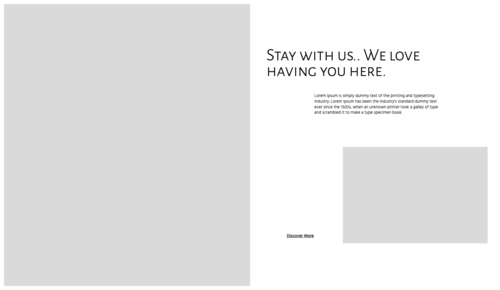 Stay with us.. We love
having you here.
Lorem Ipsum is simply dummy text of the printing and typesetting
industry. Lorem Ipsum has been the industry's standard dummy text
ever since the 1500s, when an unknown printer took a galley of type
and scrambled it to make a type specimen book.
Discover More